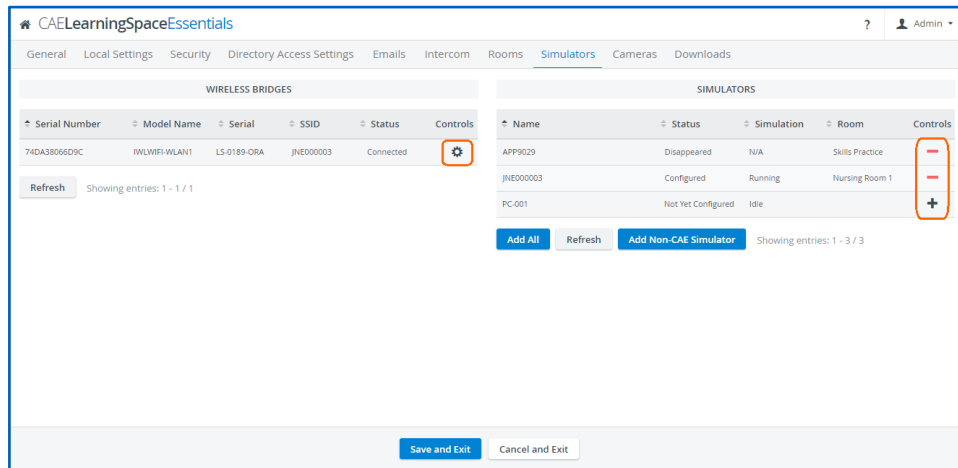 CAELearningSpaceEssentials ? Admin
General Local Settings Security Directory Access Settings Emails Intercom Rooms Simulators Cameras Downloads
WIRELESS BRIDGES
Serial Number Model Name Serial SSID Status Controls
74DA38066D9C IWLWIFI-WLAN1 LS-0189-ORA JNE000003 Connected
Refresh Showing entries: 1 - 1 / 1
SIMULATORS
Name Status Simulation Room Controls
APP9029 Disappeared N/A Skills Practice
JNE000003 Configured Running Nursing Room 1
PC-001 Not Yet Configured Idle
Add All Refresh Add Non-CAE Simulator Showing entries: 1 - 3 / 3
Save and Exit Cancel and Exit